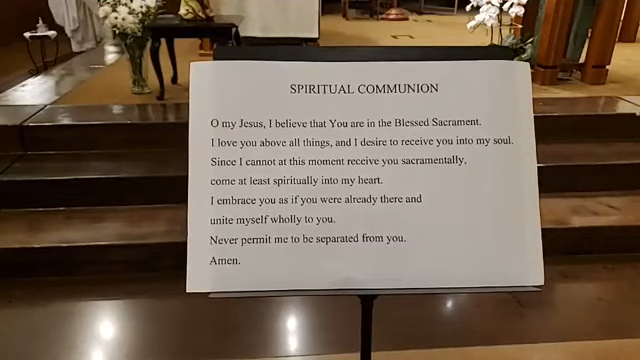 SPIRITUAL COMMUNION
O my Jesus, I believe that You are in the Blessed Sacrament.
I love you above all things, and I desire to receive you into my soul.
Since I cannot at this moment receive you sacramentally,
come at least spiritually into my heart.
I embrace you as if you were already there and
unite myself wholly to you.
Never permit me to be separated from you.
Amen.